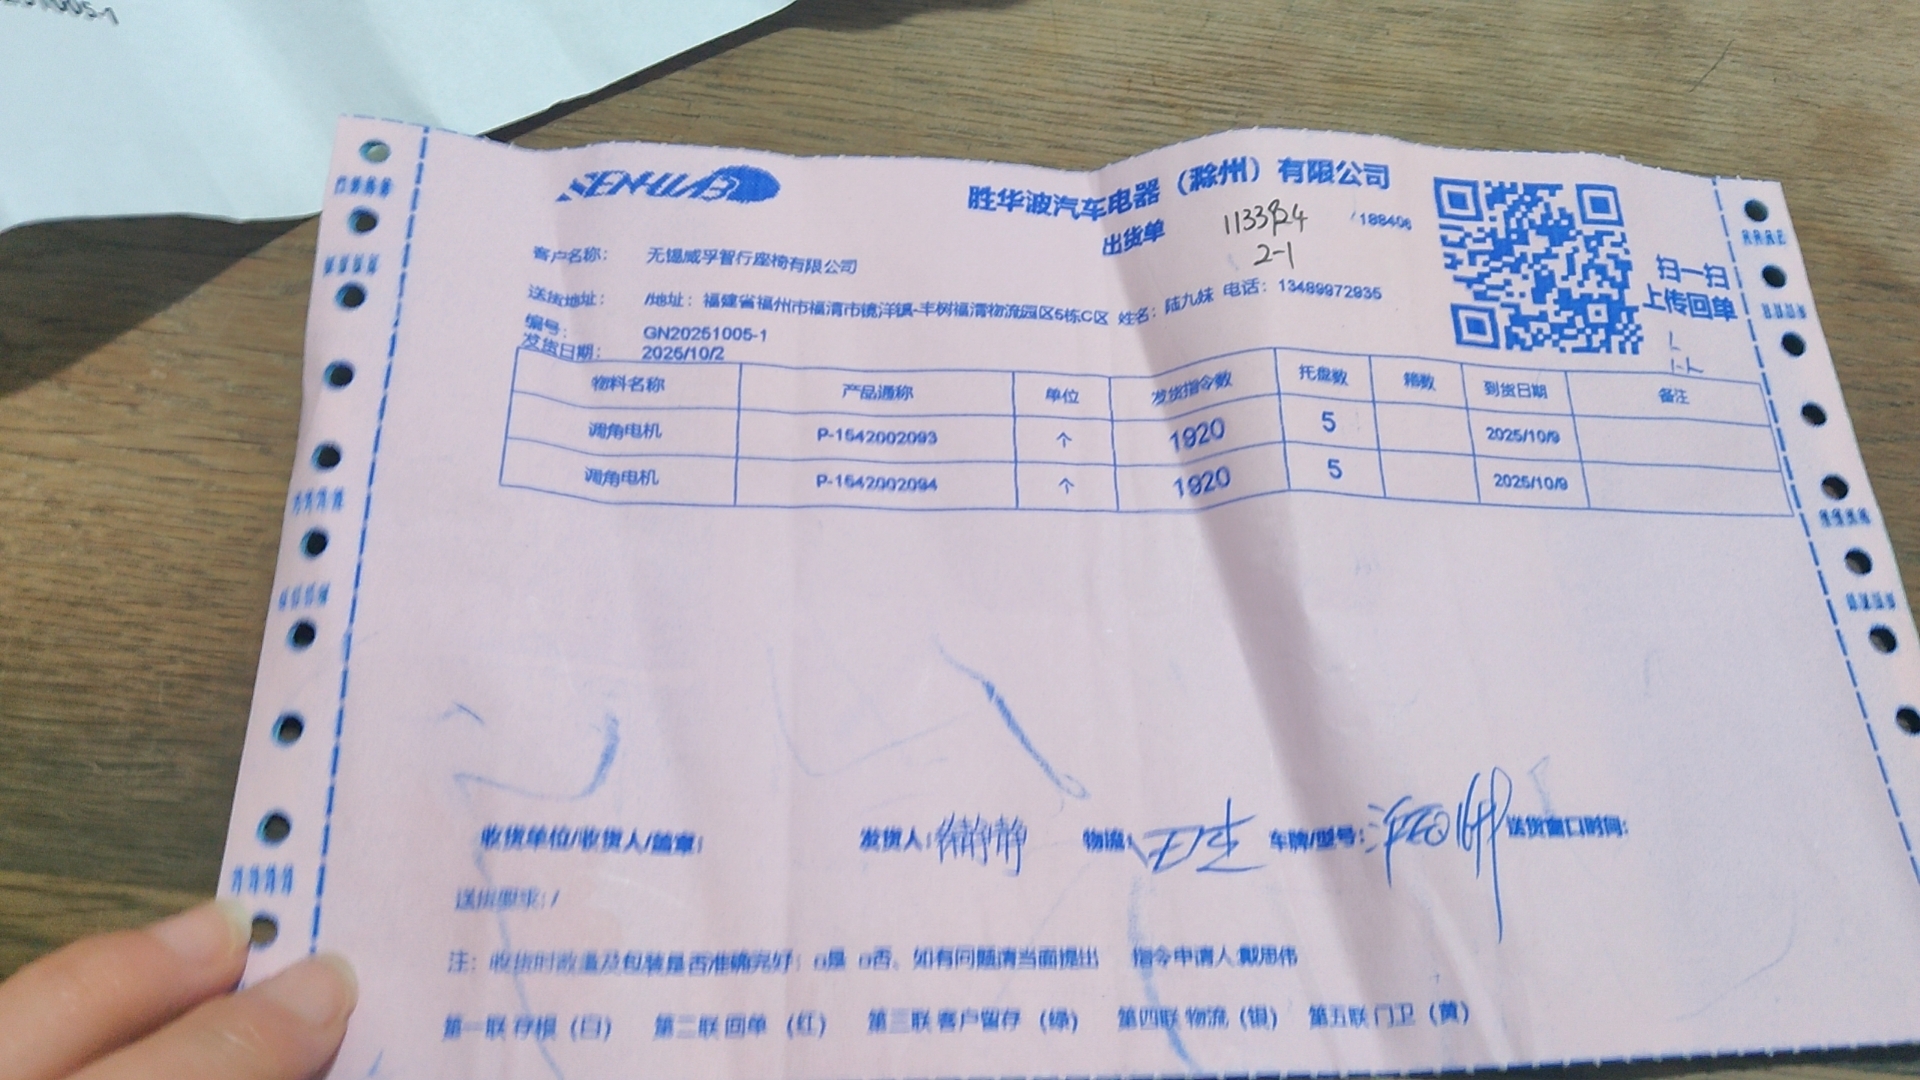 51005-1
SENHWAB
胜华波汽车电器（滁州）有限公司
出货单
1133
2-1
188406
扫一扫
上传回单
客户名称： 无锡威孚智行座椅有限公司
送货地址： /地址：福建省福州市福清市镜洋镇-丰树福清物流园区5栋C区 姓名：陆九妹 电话：13489972935
编号： GN20251005-1
发货日期： 2025/10/2
物料名称 产品通称 单位 发货指令数 托盘数 箱数 到货日期 备注
调角电机 P-1542002093 个 1920 5 2025/10/9
调角电机 P-1542002094 个 1920 5 2025/10/9
收货单位/收货人/盖章： 发货人： 物流： 车牌/型号： 送货窗口时间：
送货要求：/
注：收货时数量及包装是否准确完好：□是 □否。如有问题请当面提出 指令申请人:戴思伟
第一联 存根（白） 第二联 回单（红） 第三联 客户留存（绿） 第四联 物流（银） 第五联 门卫（黄）